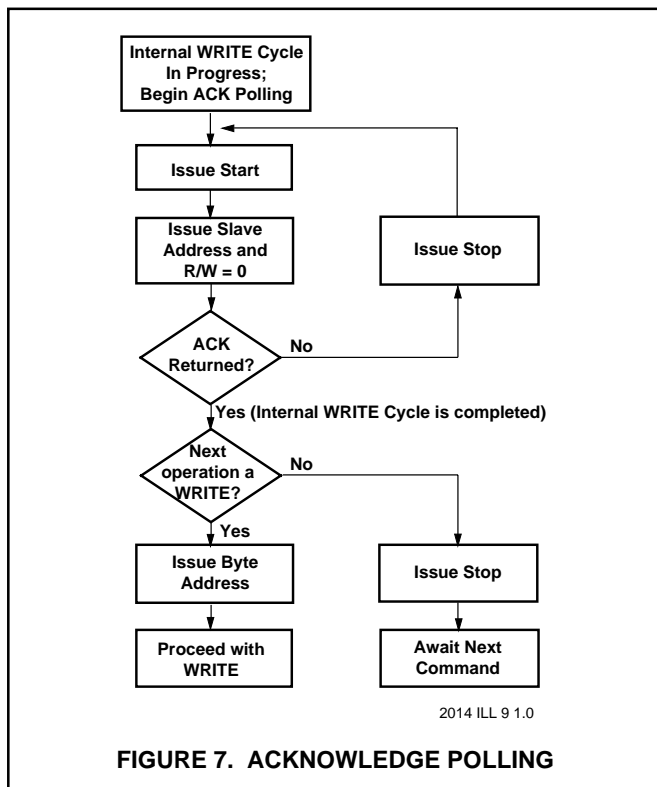 Internal WRITE Cycle
In Progress;
Begin ACK Polling
Issue Start
Issue Slave
Address and
R/W = 0
Issue Stop
ACK
Returned?
No
Yes (Internal WRITE Cycle is completed)
Next
operation a
WRITE?
No
Yes
Issue Byte
Address
Issue Stop
Proceed with
WRITE
Await Next
Command
2014 ILL 9 1.0
FIGURE 7. ACKNOWLEDGE POLLING